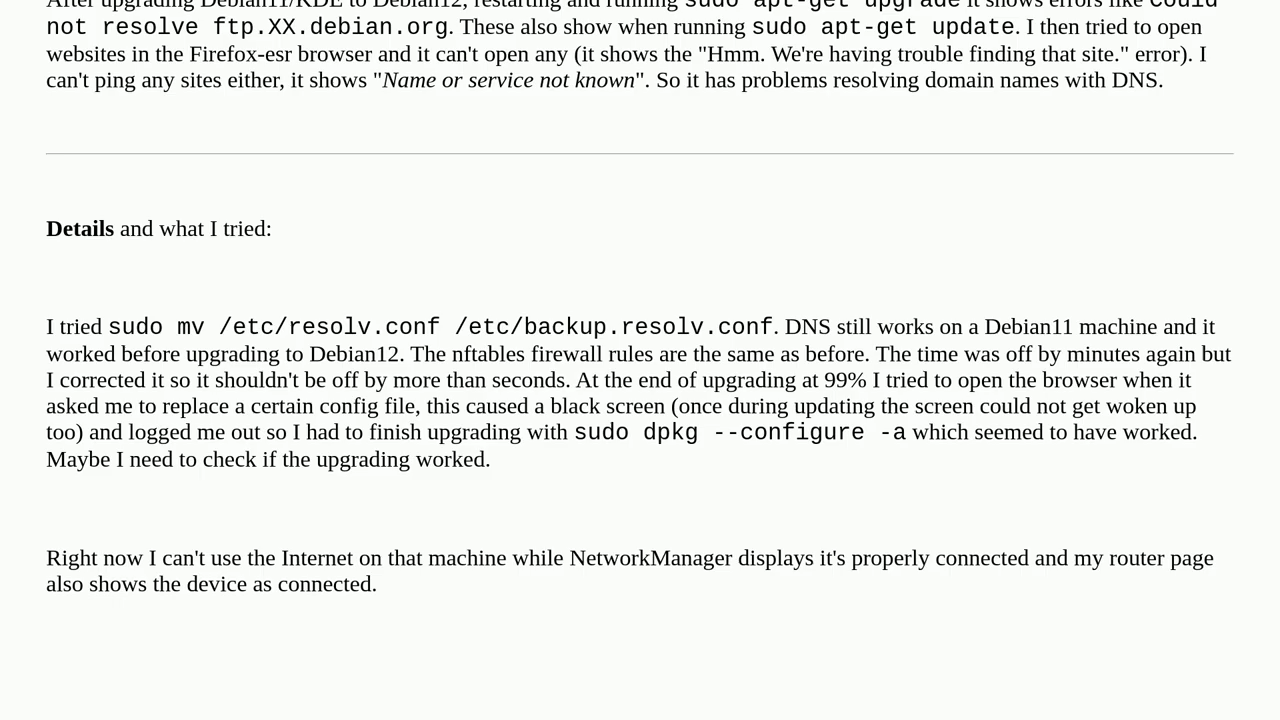 After upgrading Debian11/KDE to Debian12, restarting and running sudo apt-get upgrade it shows errors like Could
not resolve ftp.XX.debian.org. These also show when running sudo apt-get update. I then tried to open
websites in the Firefox-esr browser and it can't open any (it shows the "Hmm. We're having trouble finding that site." error). I
can't ping any sites either, it shows "Name or service not known". So it has problems resolving domain names with DNS.
Details and what I tried:
I tried sudo mv /etc/resolv.conf /etc/backup.resolv.conf. DNS still works on a Debian11 machine and it
worked before upgrading to Debian12. The nftables firewall rules are the same as before. The time was off by minutes again but
I corrected it so it shouldn't be off by more than seconds. At the end of upgrading at 99% I tried to open the browser when it
asked me to replace a certain config file, this caused a black screen (once during updating the screen could not get woken up
too) and logged me out so I had to finish upgrading with sudo dpkg --configure -a which seemed to have worked.
Maybe I need to check if the upgrading worked.
Right now I can't use the Internet on that machine while NetworkManager displays it's properly connected and my router page
also shows the device as connected.